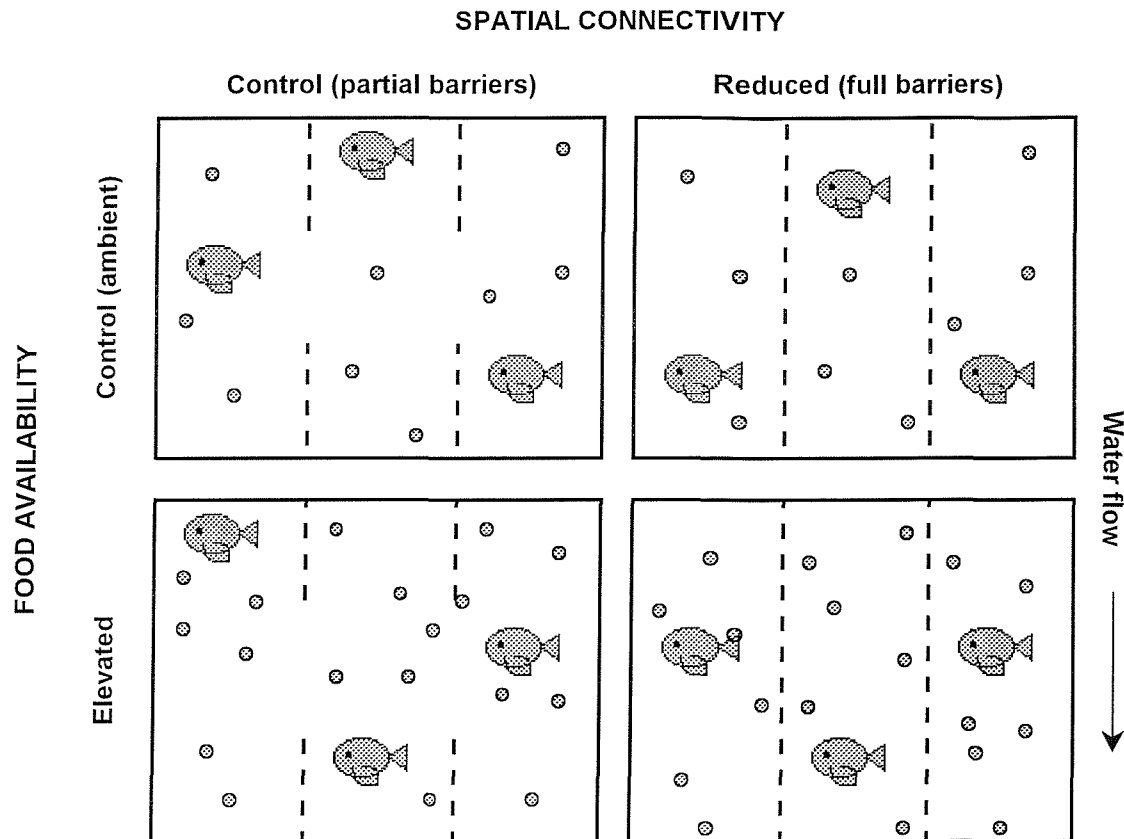 SPATIAL CONNECTIVITY
Control (partial barriers)
Reduced (full barriers)
FOOD AVAILABILITY
Control (ambient)
Elevated
Water flow